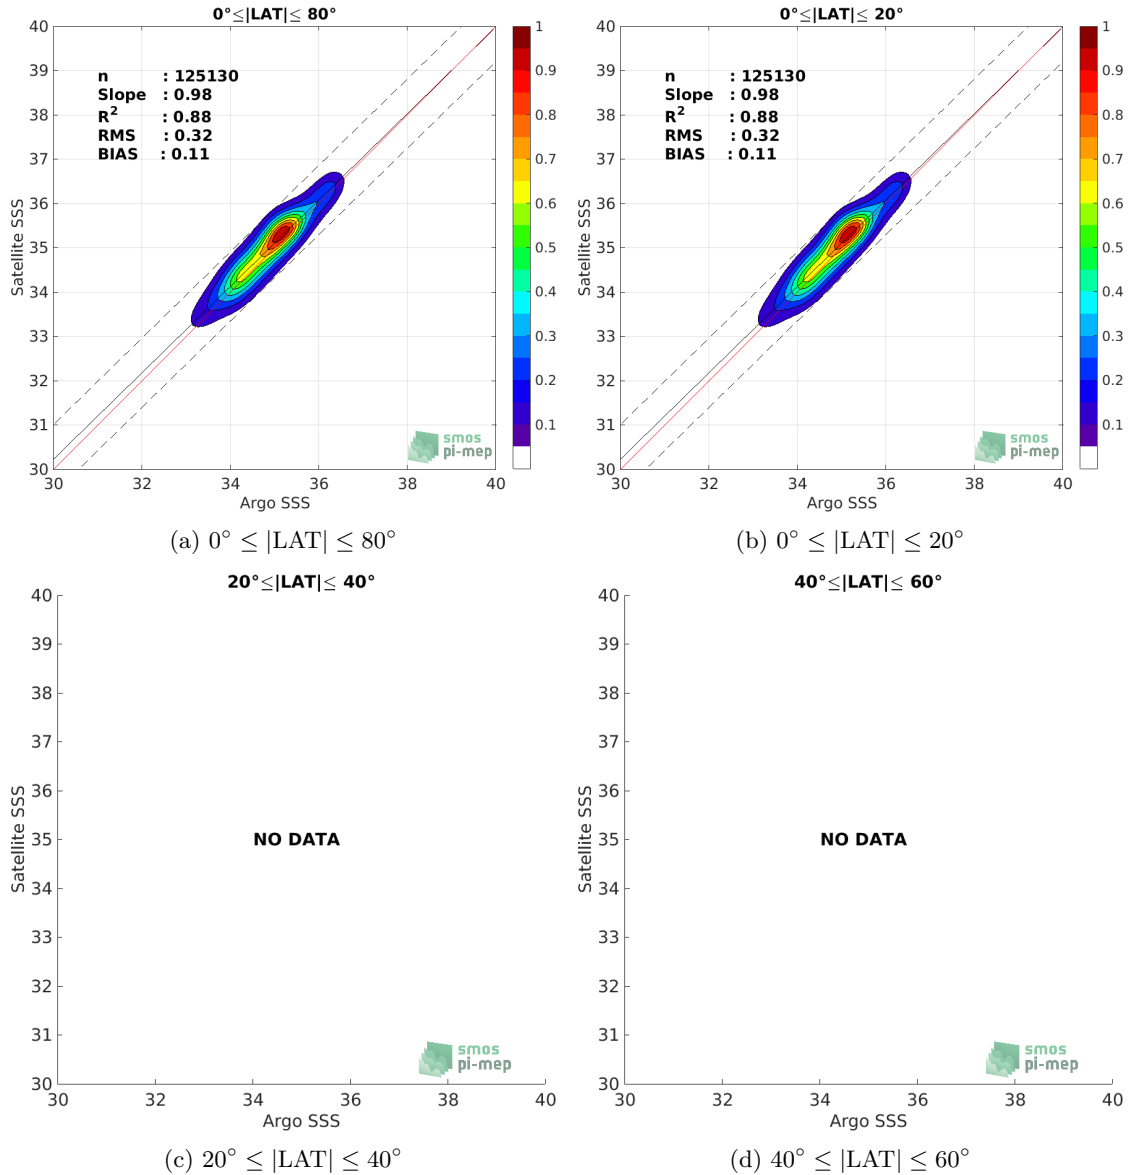 0°≤|LAT|≤ 80°
40
39
38
37
36
35
34
33
32
31
30
Satellite SSS
n : 125130
Slope : 0.98
R² : 0.88
RMS : 0.32
BIAS : 0.11
smos
pi-mep
30 32 34 36 38 40
Argo SSS
1
0.9
0.8
0.7
0.6
0.5
0.4
0.3
0.2
0.1
(a) 0° ≤ |LAT| ≤ 80°
0°≤|LAT|≤ 20°
40
39
38
37
36
35
34
33
32
31
30
Satellite SSS
n : 125130
Slope : 0.98
R² : 0.88
RMS : 0.32
BIAS : 0.11
smos
pi-mep
30 32 34 36 38 40
Argo SSS
1
0.9
0.8
0.7
0.6
0.5
0.4
0.3
0.2
0.1
(b) 0° ≤ |LAT| ≤ 20°
20°≤|LAT|≤ 40°
40
39
38
37
36
35
34
33
32
31
30
Satellite SSS
NO DATA
smos
pi-mep
30 32 34 36 38 40
Argo SSS
(c) 20° ≤ |LAT| ≤ 40°
40°≤|LAT|≤ 60°
40
39
38
37
36
35
34
33
32
31
30
Satellite SSS
NO DATA
smos
pi-mep
30 32 34 36 38 40
Argo SSS
(d) 40° ≤ |LAT| ≤ 60°